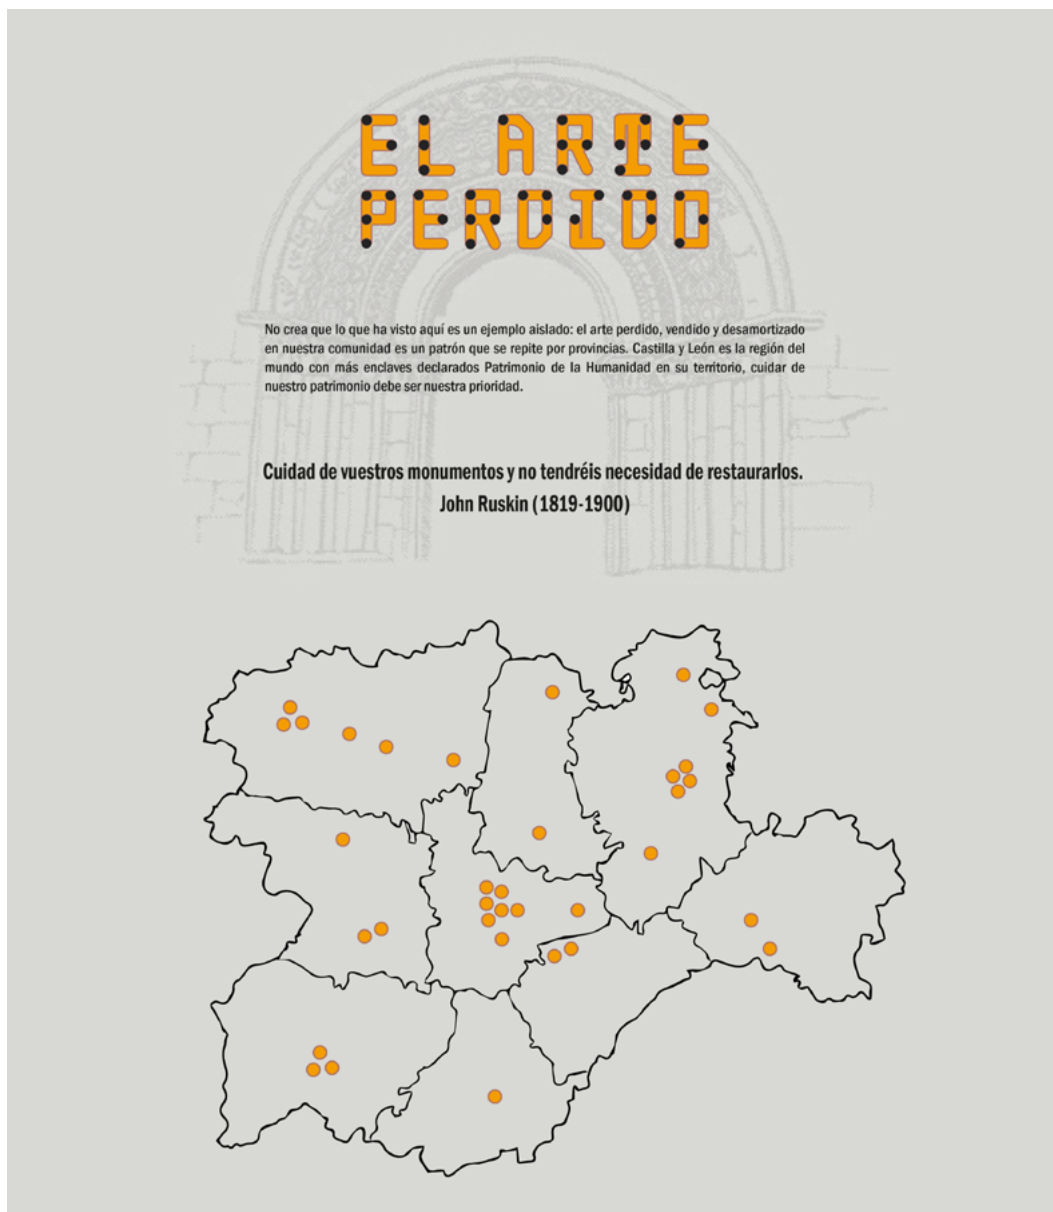 EL ARTE
PERDIDO
No crea que lo que ha visto aquí es un ejemplo aislado: el arte perdido, vendido y desamortizado
en nuestra comunidad es un patrón que se repite por provincias. Castilla y León es la región del
mundo con más enclaves declarados Patrimonio de la Humanidad en su territorio, cuidar de
nuestro patrimonio debe ser nuestra prioridad.
Cuidad de vuestros monumentos y no tendréis necesidad de restaurarlos.
John Ruskin (1819-1900)